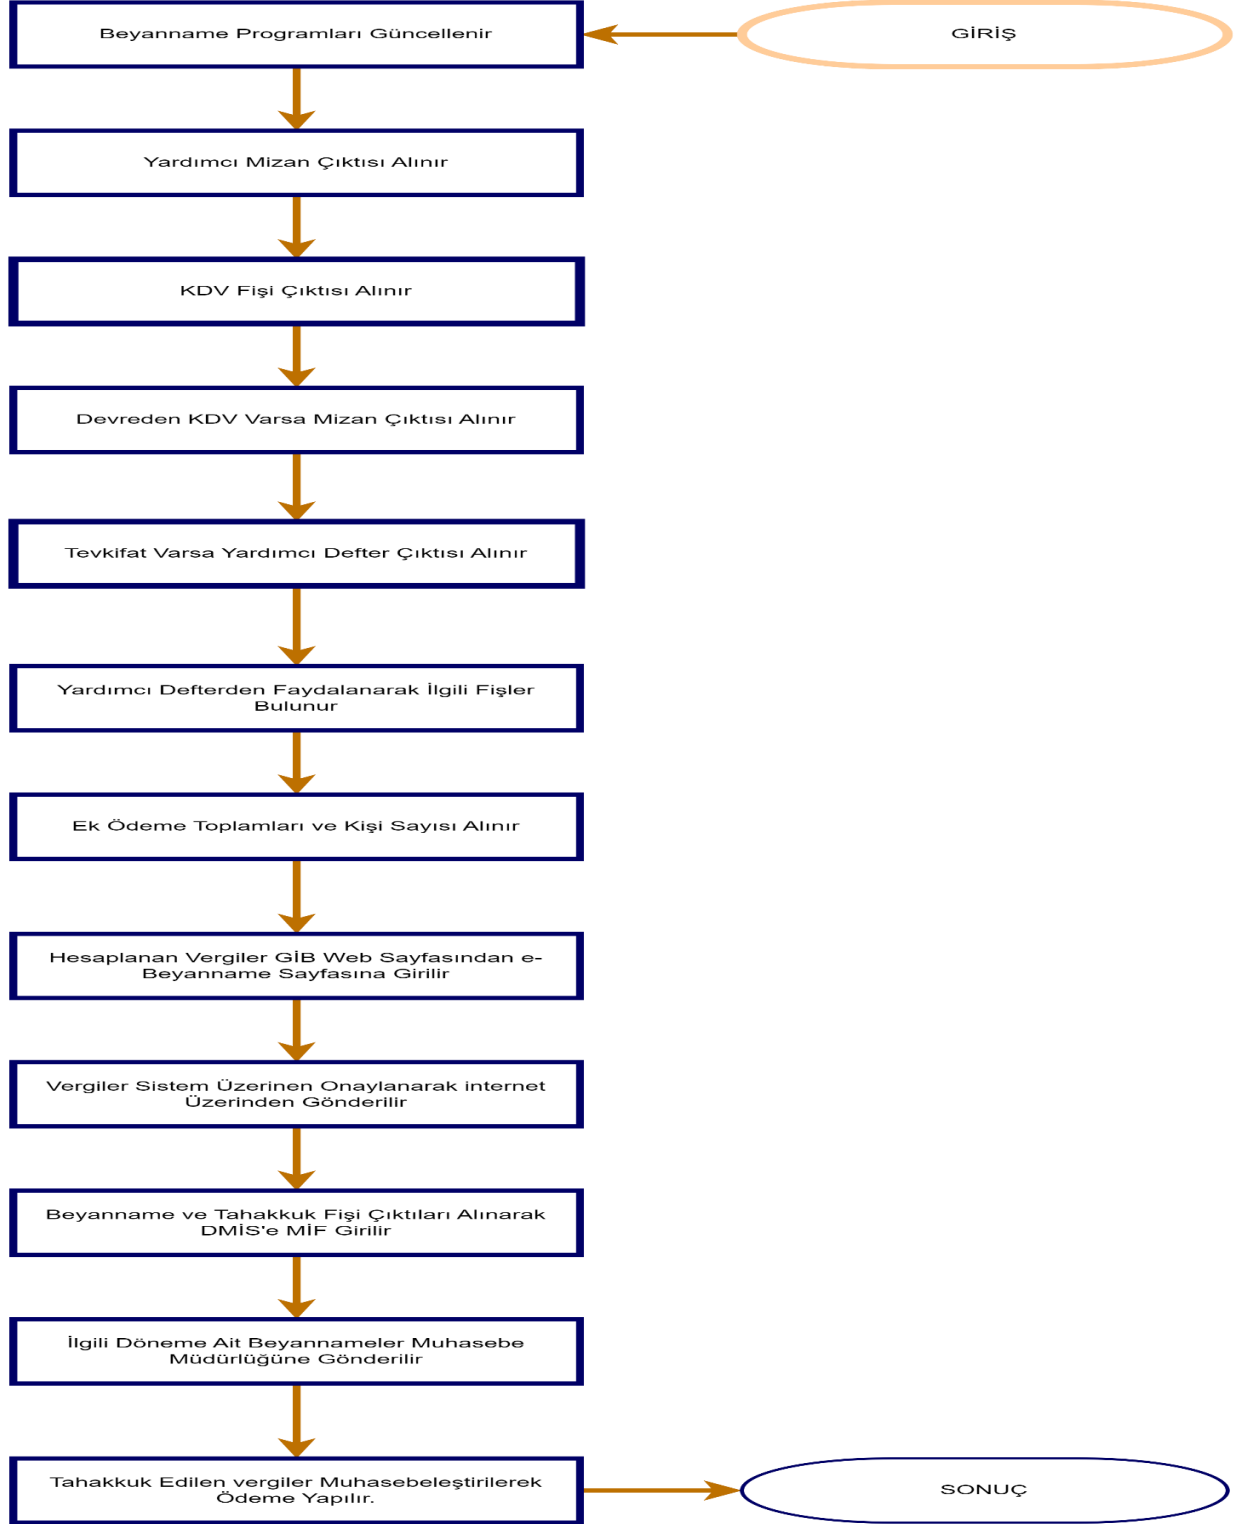 Beyanname Programları Güncellenir
GİRİŞ
Yardımcı Mizan Çıktısı Alınır
KDV Fişi Çıktısı Alınır
Devreden KDV Varsa Mizan Çıktısı Alınır
Tevkifat Varsa Yardımcı Defter Çıktısı Alınır
Yardımcı Defterden Faydalanarak İlgili Fişler
Bulunur
Ek Ödeme Toplamları ve Kişi Sayısı Alınır
Hesaplanan Vergiler GİB Web Sayfasından e-
Beyanname Sayfasına Girilir
Vergiler Sistem Üzerinen Onaylanarak internet
Üzerinden Gönderilir
Beyanname ve Tahakkuk Fişi Çıktıları Alınarak
DMİS'e MİF Girilir
İlgili Döneme Ait Beyannameler Muhasebe
Müdürlüğüne Gönderilir
Tahakkuk Edilen vergiler Muhasebeleştirilerek
Ödeme Yapılır.
SONUÇ